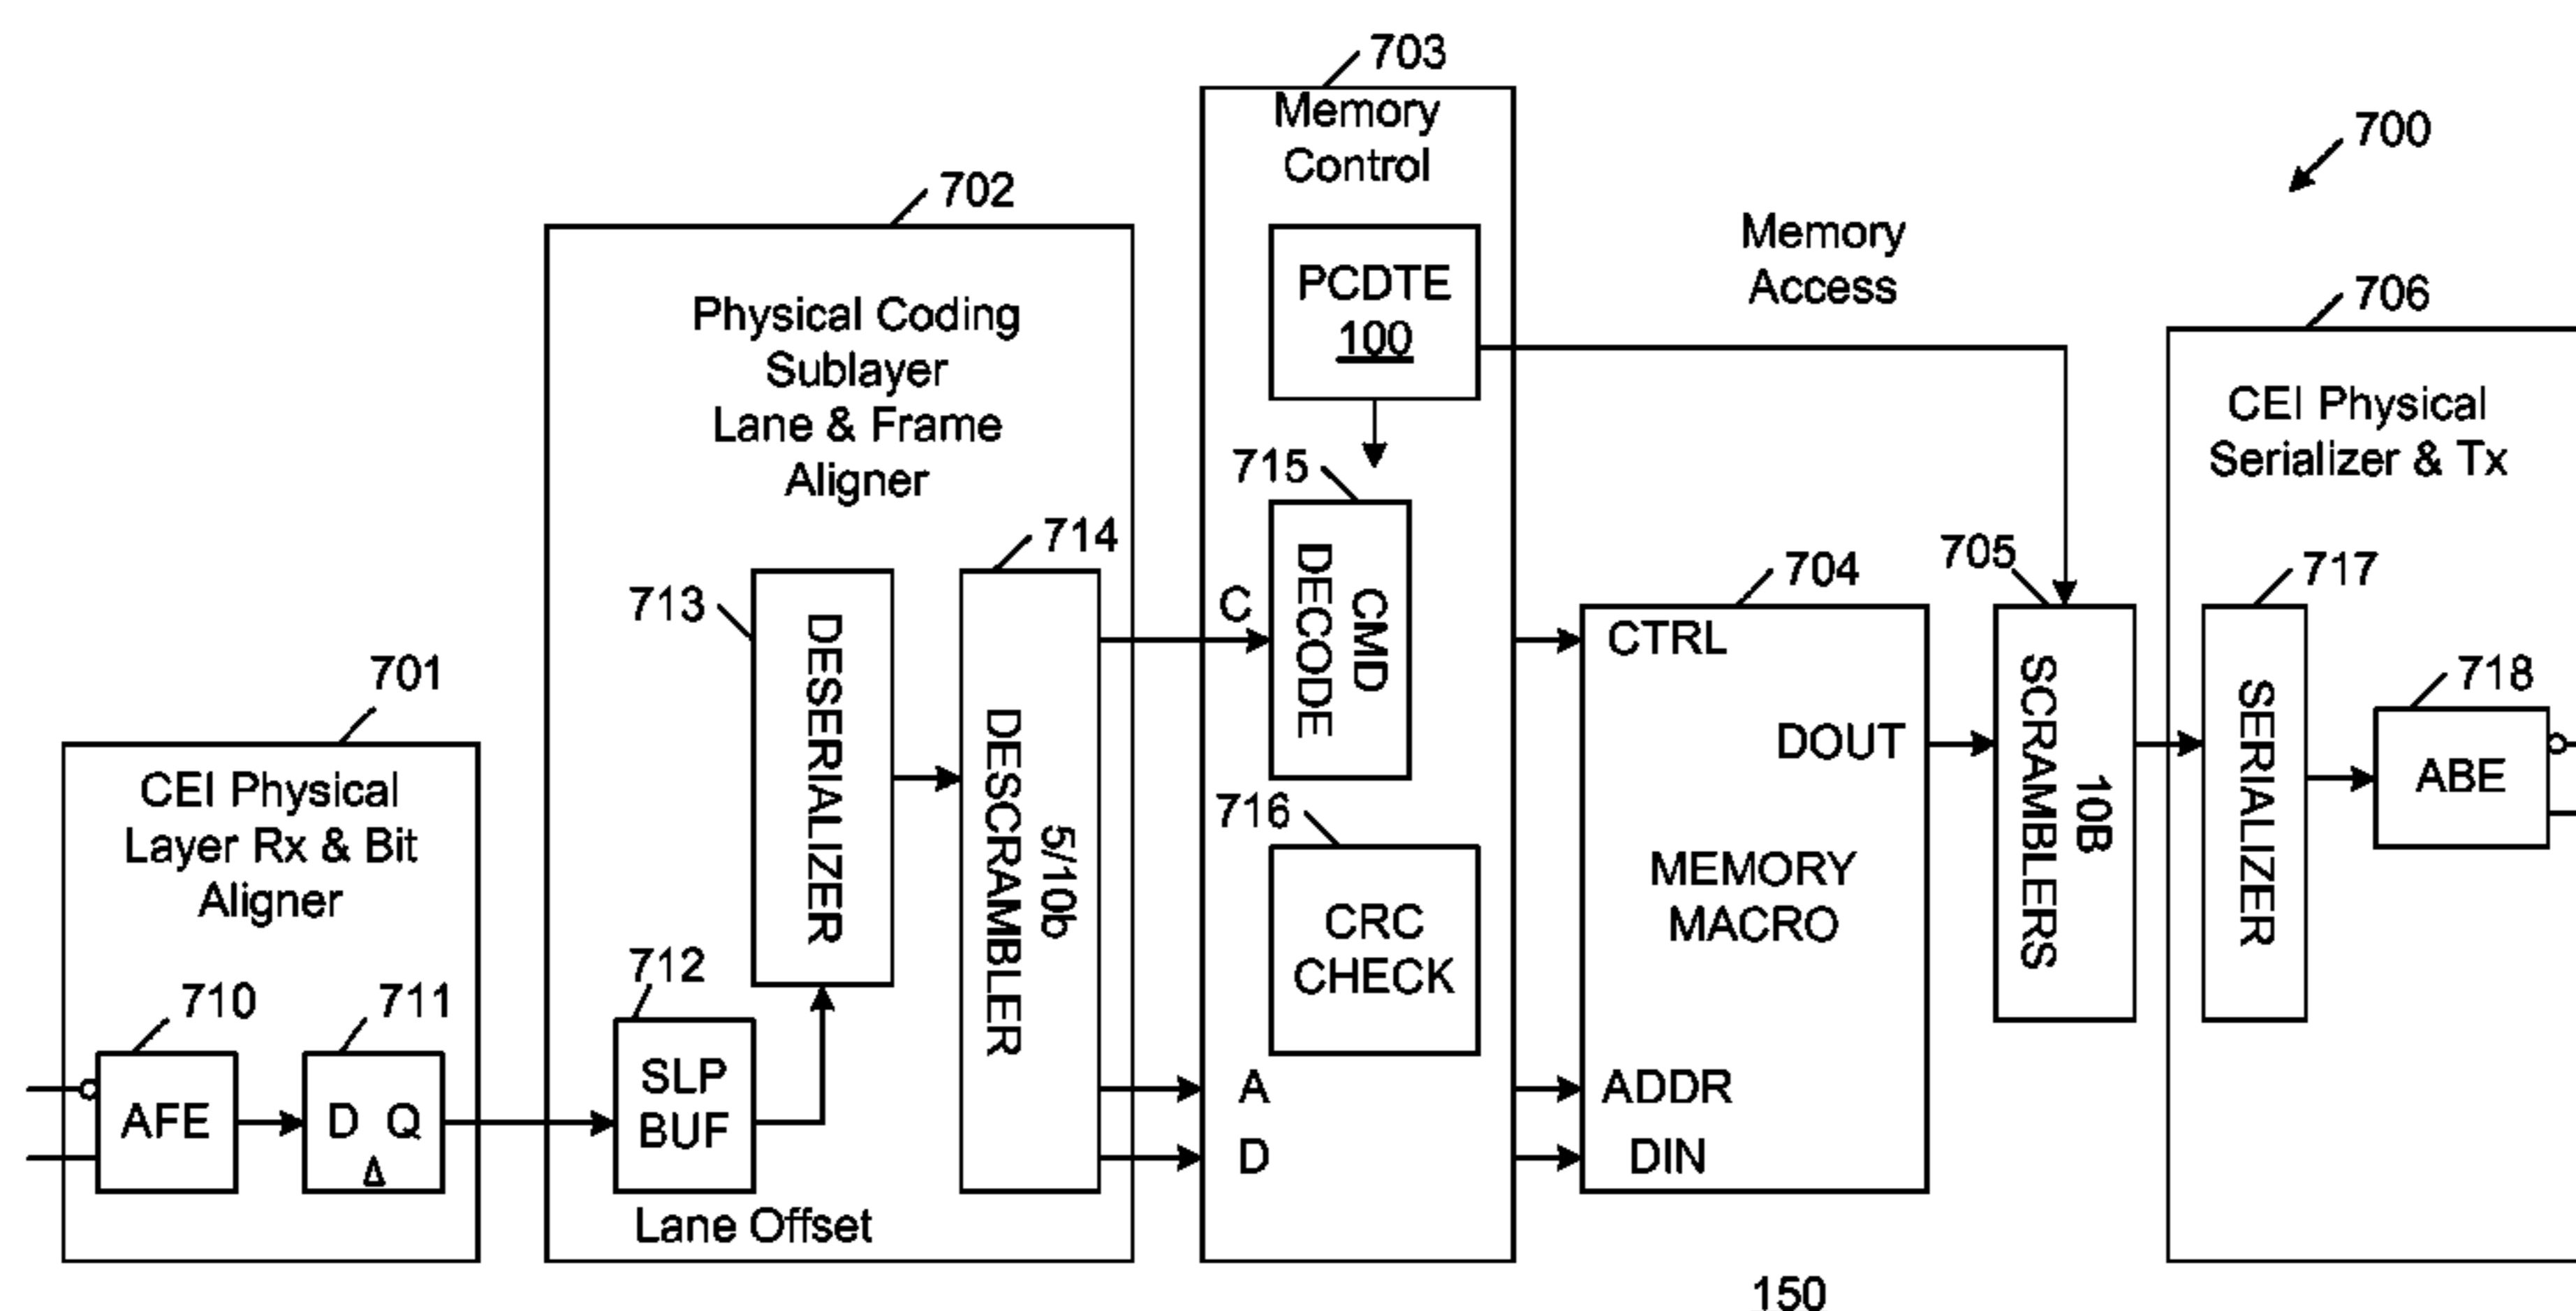 703
Memory
Control
700
702
Memory
Access
706
PCDTE
100
Physical Coding
Sublayer
Lane & Frame
Aligner
CEI Physical
Serializer & Tx
715
714
705
704
717
713
C
CMD
DECODE
CTRL
701
DESERIALIZER
DESCRAMBLER
5/10b
SCRAMBLERS
10B
SERIALIZER
718
DOUT
ABE
CEI Physical
Layer Rx & Bit
Aligner
716
MEMORY
MACRO
CRC
CHECK
712
710
711
SLP
BUF
A
ADDR
AFE
D Q
D
DIN
Lane Offset
150